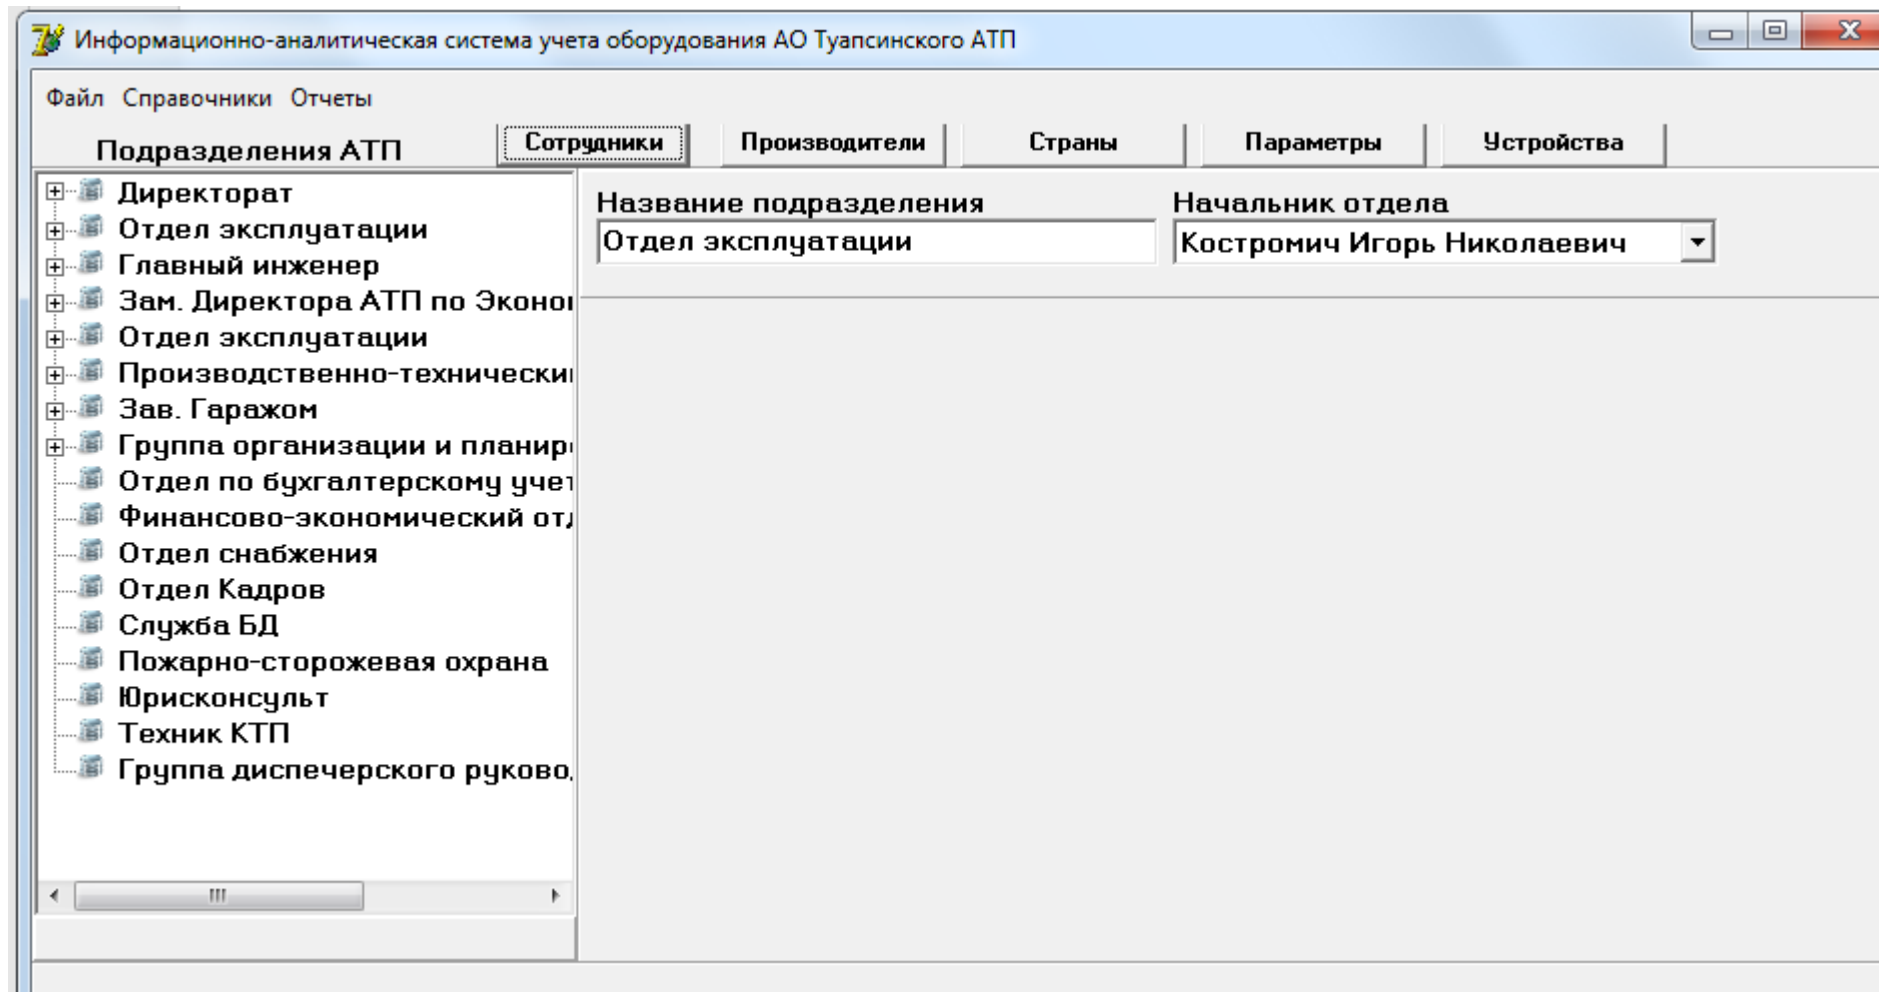 Информационно-аналитическая система учета оборудования АО Туапсинского АТП
Файл Справочники Отчеты
Подразделения АТП Сотрудники Производители Страны Параметры Устройства
Директорат
Отдел эксплуатации
Главный инженер
Зам. Директора АТП по Эконо
Отдел эксплуатации
Производственно-технически
Зав. Гаражом
Группа организации и планир
Отдел по бухгалтерскому учет
Финансово-экономический от
Отдел снабжения
Отдел Кадров
Служба БД
Пожарно-сторожевая охрана
Юрисконсульт
Техник КТП
Группа диспечерского руково
Название подразделения Начальник отдела
Отдел эксплуатации Костромич Игорь Николаевич